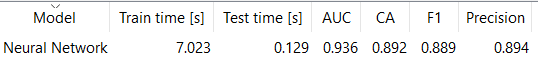 Model Train time [s] Test time [s] AUC CA F1 Precision
Neural Network 7.023 0.129 0.936 0.892 0.889 0.894